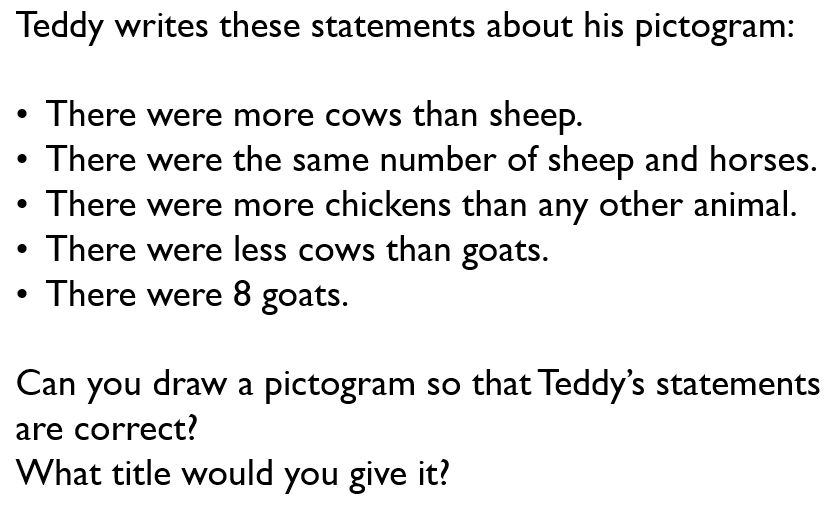 Teddy writes these statements about his pictogram:
• There were more cows than sheep.
• There were the same number of sheep and horses.
• There were more chickens than any other animal.
• There were less cows than goats.
• There were 8 goats.
Can you draw a pictogram so that Teddy’s statements
are correct?
What title would you give it?